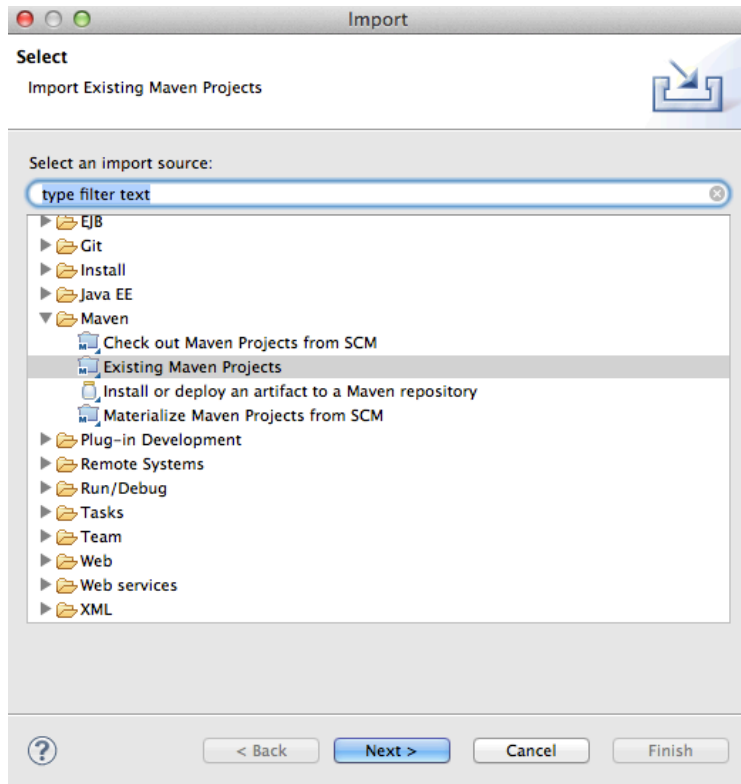 Import
Select
Import Existing Maven Projects
Select an import source:
type filter text
EJB
Git
Install
Java EE
Maven
Check out Maven Projects from SCM
Existing Maven Projects
Install or deploy an artifact to a Maven repository
Materialize Maven Projects from SCM
Plug-in Development
Remote Systems
Run/Debug
Tasks
Team
Web
Web services
XML
? < Back Next > Cancel Finish